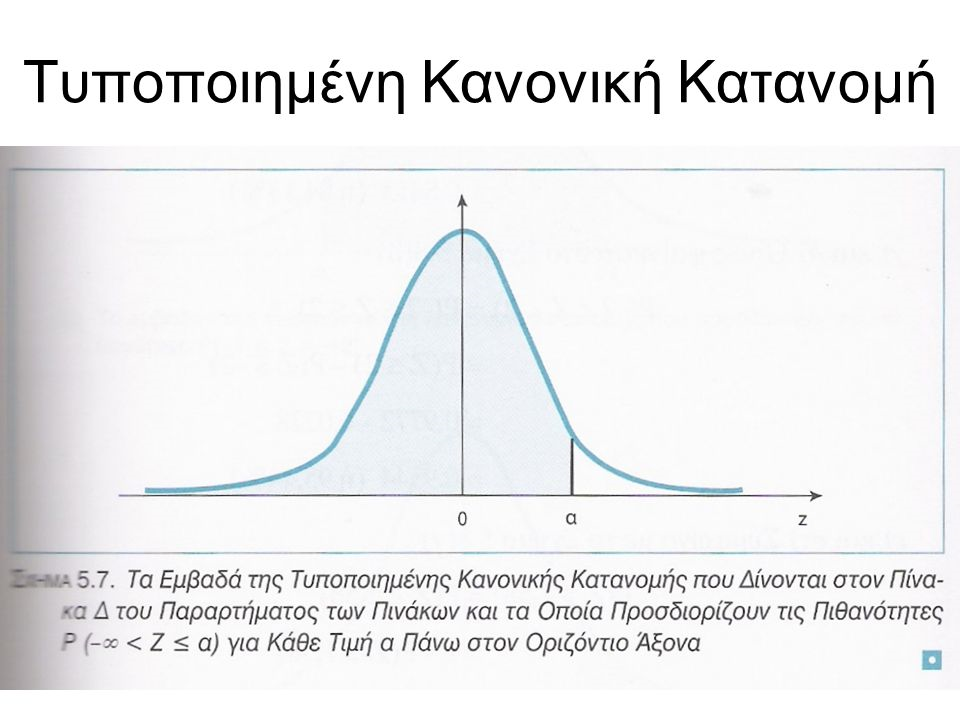 Τυποποιημένη Κανονική Κατανομή
0
α
z
ΣΧΗΜΑ 5.7. Τα Εμβαδά της Τυποποιημένης Κανονικής Κατανομής που Δίνονται στον Πίνα-
κα Δ του Παραρτήματος των Πινάκων και τα Οποία Προσδιορίζουν τις Πιθανότητες
P (–∞ < Z ≤ α) για Κάθε Τιμή α Πάνω στον Οριζόντιο Άξονα